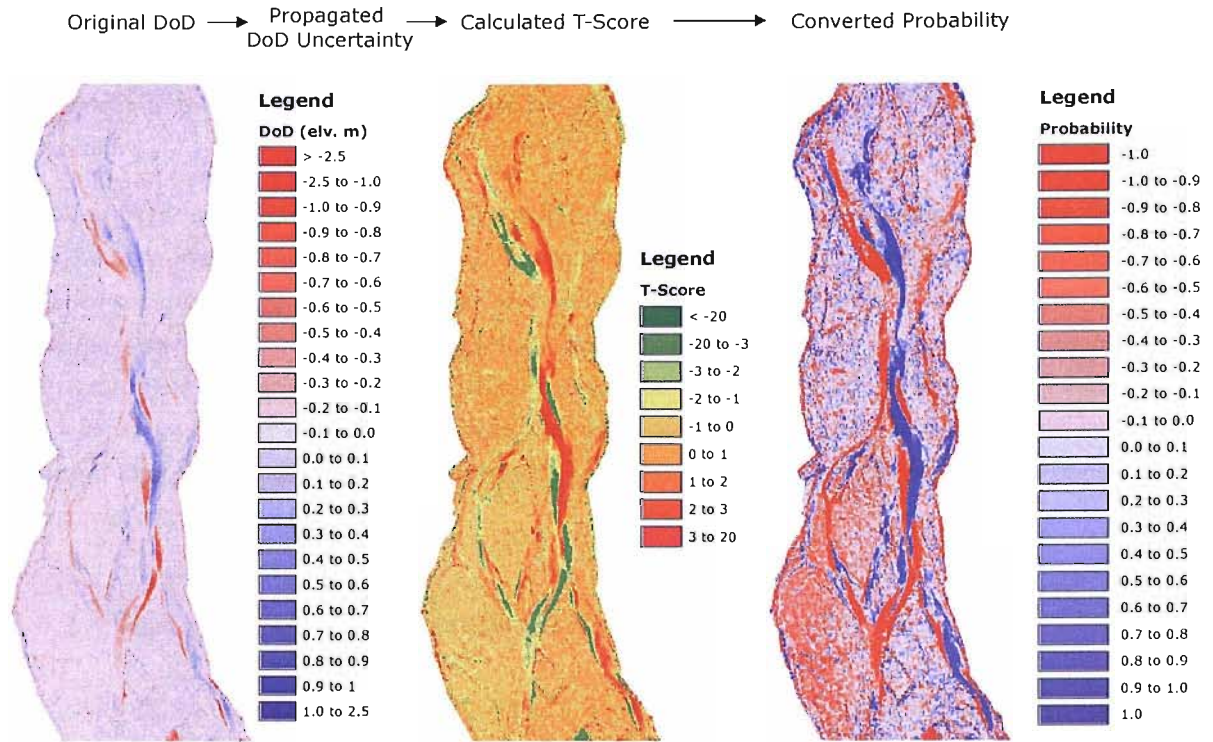 Original DoD
Propagated
DoD Uncertainty
Calculated T-Score
Converted Probability
Legend
DoD (elv. m)
> -2.5
-2.5 to -1.0
-1.0 to -0.9
-0.9 to -0.8
-0.8 to -0.7
-0.7 to -0.6
-0.6 to -0.5
-0.5 to -0.4
-0.4 to -0.3
-0.3 to -0.2
-0.2 to -0.1
-0.1 to 0.0
0.0 to 0.1
0.1 to 0.2
0.2 to 0.3
0.3 to 0.4
0.4 to 0.5
0.5 to 0.6
0.6 to 0.7
0.7 to 0.8
0.8 to 0.9
0.9 to 1
1.0 to 2.5
Legend
T-Score
< -20
-20 to -3
-3 to -2
-2 to -1
-1 to 0
0 to 1
1 to 2
2 to 3
3 to 20
Legend
Probability
-1.0
-1.0 to -0.9
-0.9 to -0.8
-0.8 to -0.7
-0.7 to -0.6
-0.6 to -0.5
-0.5 to -0.4
-0.4 to -0.3
-0.3 to -0.2
-0.2 to -0.1
-0.1 to 0.0
0.0 to 0.1
0.1 to 0.2
0.2 to 0.3
0.3 to 0.4
0.4 to 0.5
0.5 to 0.6
0.6 to 0.7
0.7 to 0.8
0.8 to 0.9
0.9 to 1.0
1.0